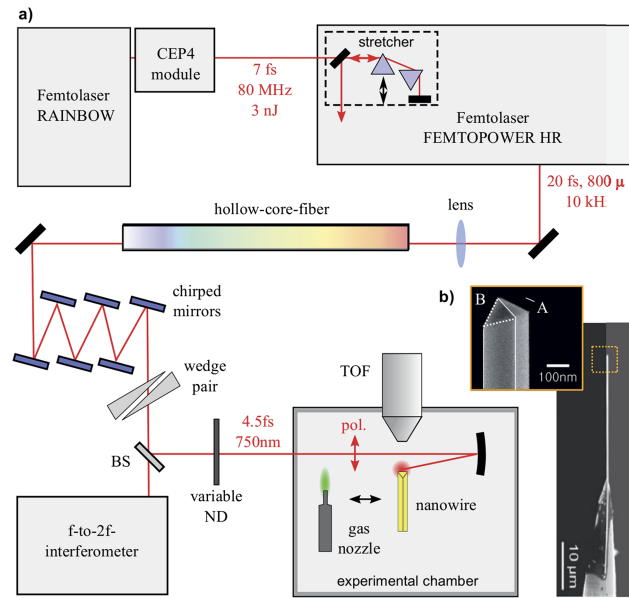 a)
Femtolaser
RAINBOW
CEP4
module
7 fs
80 MHz
3 nJ
stretcher
Femtolaser
FEMTOPOWER HR
20 fs, 800 μ
10 kH
hollow-core-fiber
lens
chirped
mirrors
wedge
pair
BS
f-to-2f-
interferometer
variable
ND
4.5fs
750nm
TOF
pol.
gas
nozzle
nanowire
experimental chamber
b)
B
A
100nm
10 μm